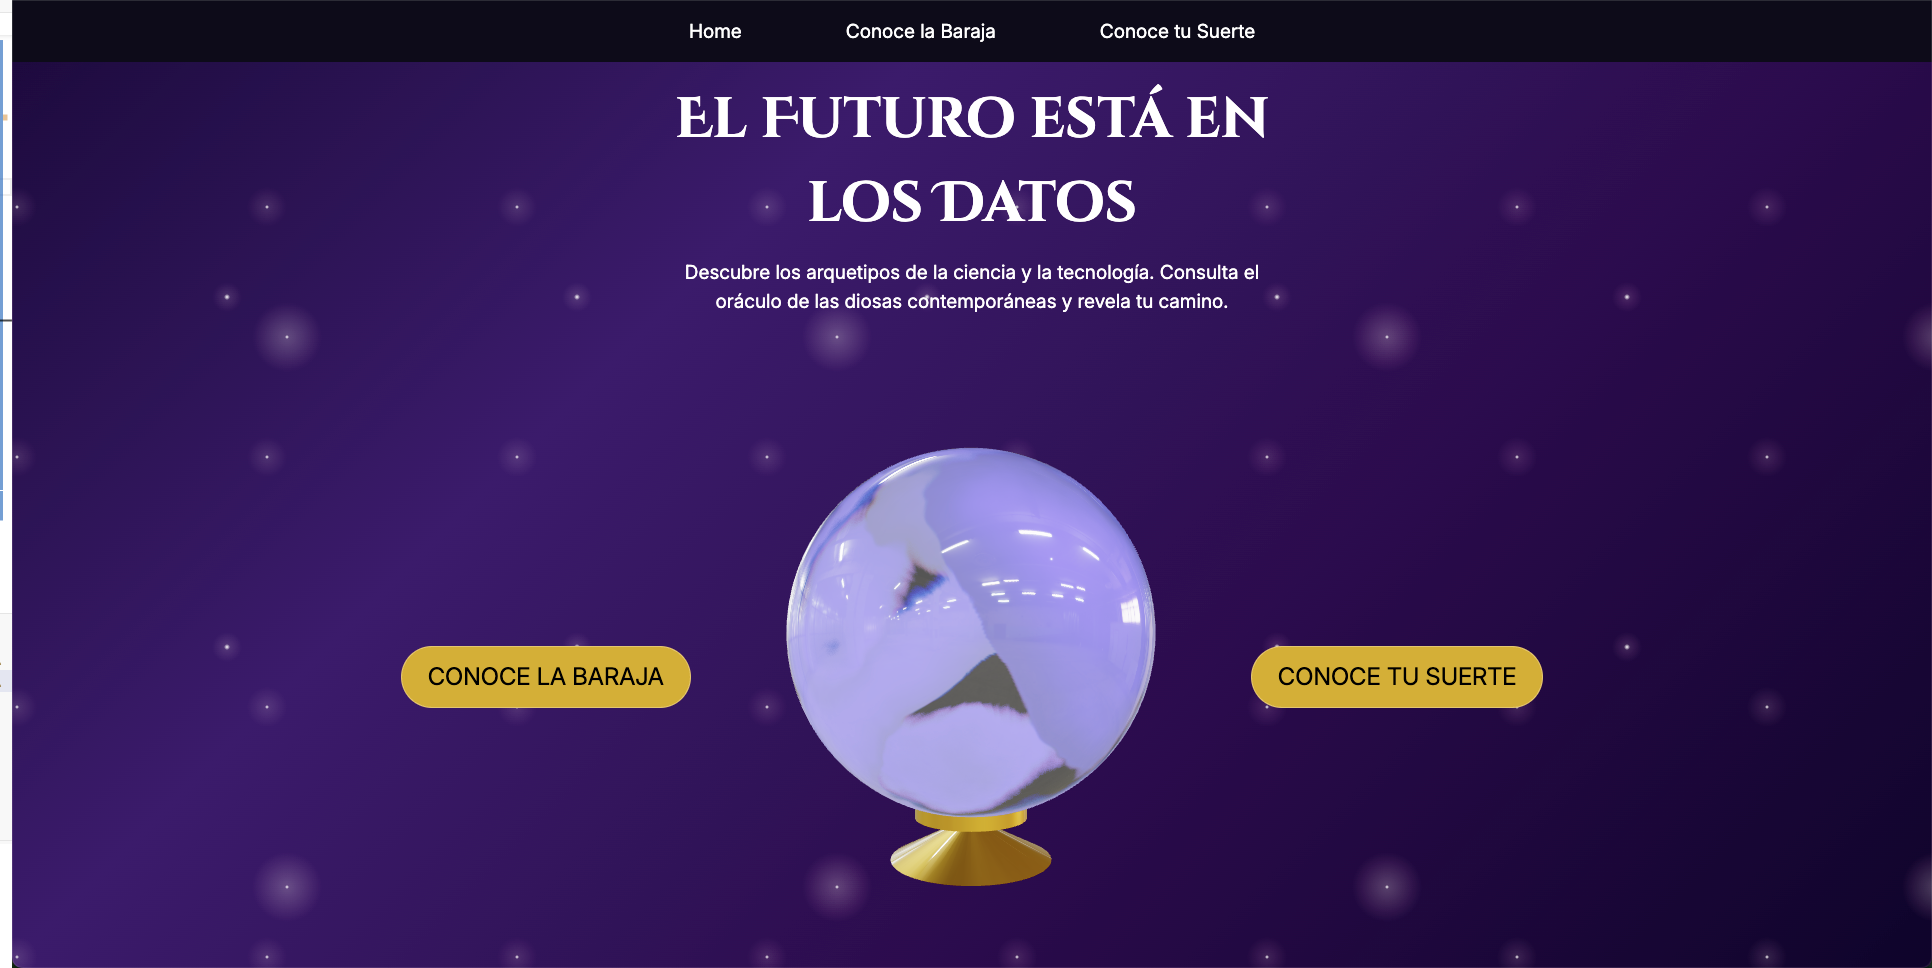 Home
Conoce la Baraja
Conoce tu Suerte
El Futuro está en
los Datos
Descubre los arquetipos de la ciencia y la tecnología. Consulta el
oráculo de las diosas contemporáneas y revela tu camino.
CONOCE LA BARAJA
CONOCE TU SUERTE